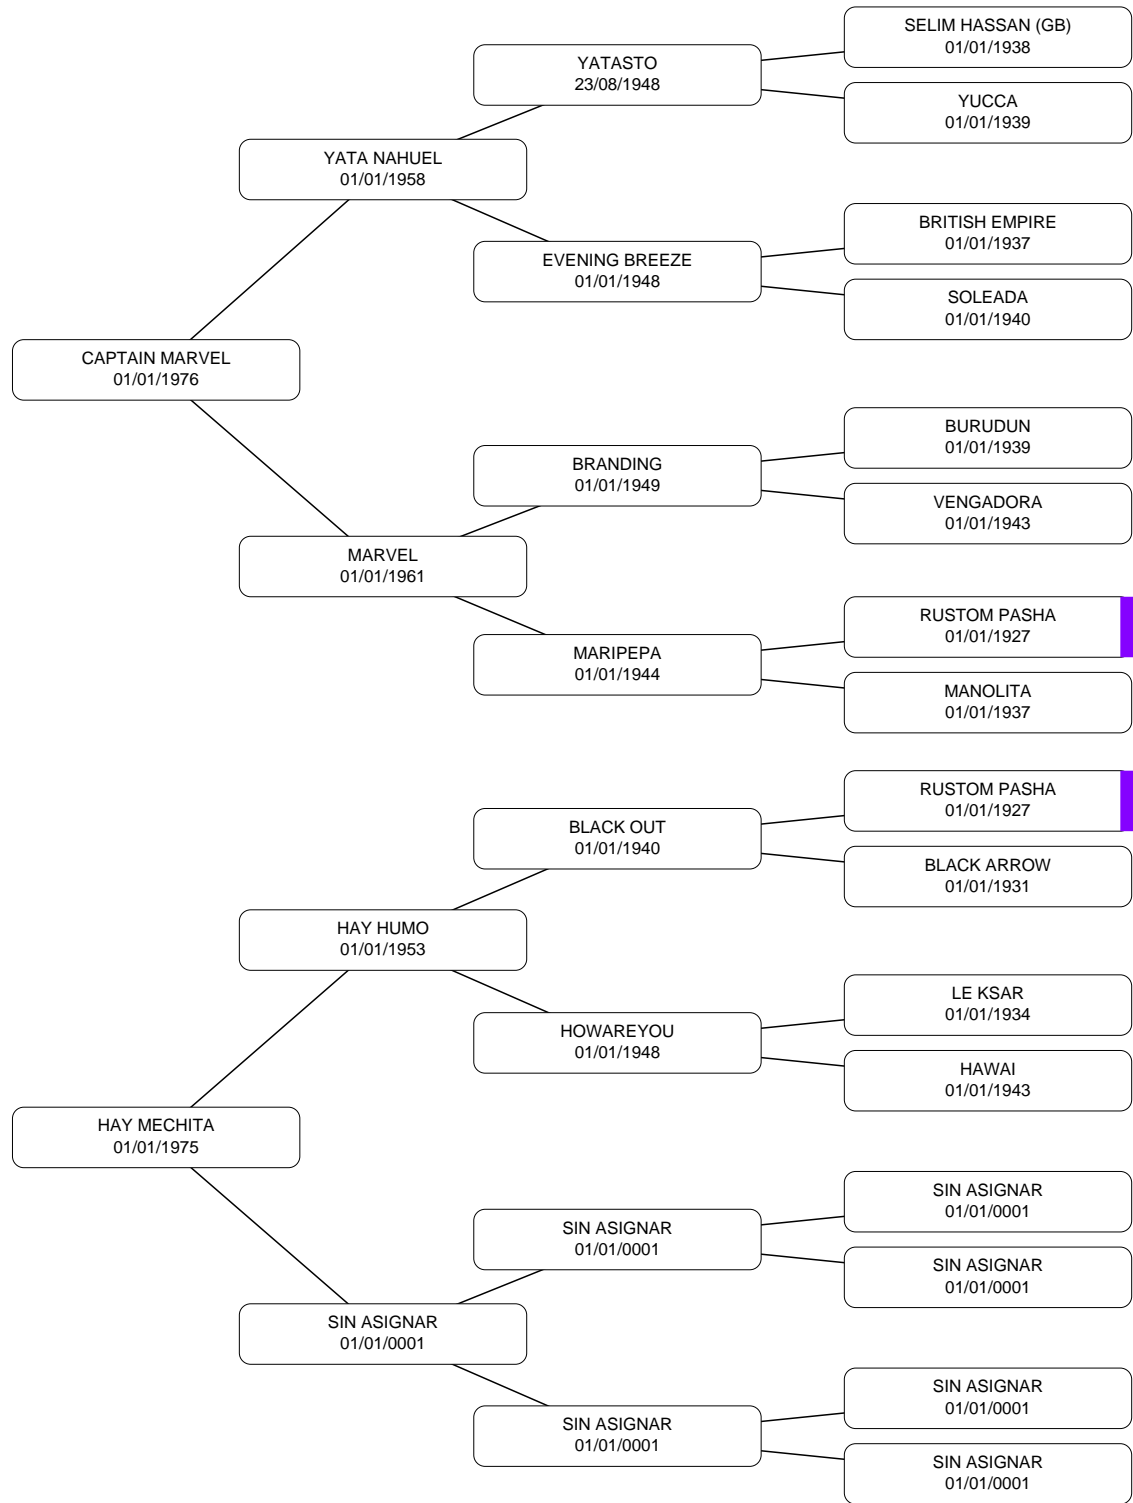 SELIM HASSAN (GB)
01/01/1938
YATASTO
23/08/1948
YUCCA
01/01/1939
YATA NAHUEL
01/01/1958
BRITISH EMPIRE
01/01/1937
EVENING BREEZE
01/01/1948
SOLEADA
01/01/1940
CAPTAIN MARVEL
01/01/1976
BURUDUN
01/01/1939
BRANDING
01/01/1949
VENGADORA
01/01/1943
MARVEL
01/01/1961
RUSTOM PASHA
01/01/1927
MARIPEPA
01/01/1944
MANOLITA
01/01/1937
RUSTOM PASHA
01/01/1927
BLACK OUT
01/01/1940
BLACK ARROW
01/01/1931
HAY HUMO
01/01/1953
LE KSAR
01/01/1934
HOWAREYOU
01/01/1948
HAWAI
01/01/1943
HAY MECHITA
01/01/1975
SIN ASIGNAR
01/01/0001
SIN ASIGNAR
01/01/0001
SIN ASIGNAR
01/01/0001
SIN ASIGNAR
01/01/0001
SIN ASIGNAR
01/01/0001
SIN ASIGNAR
01/01/0001
SIN ASIGNAR
01/01/0001